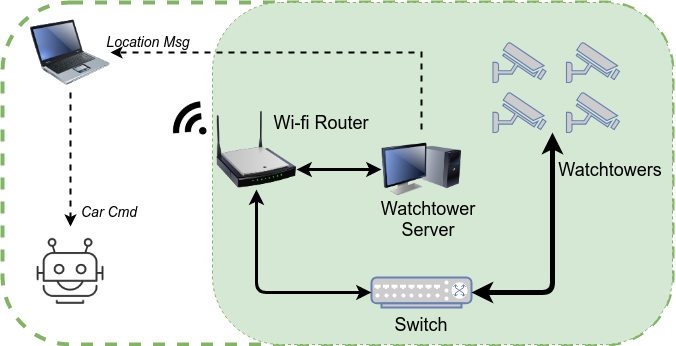 Location Msg
Wi-fi Router
Watchtowers
Watchtower
Server
Car Cmd
Switch